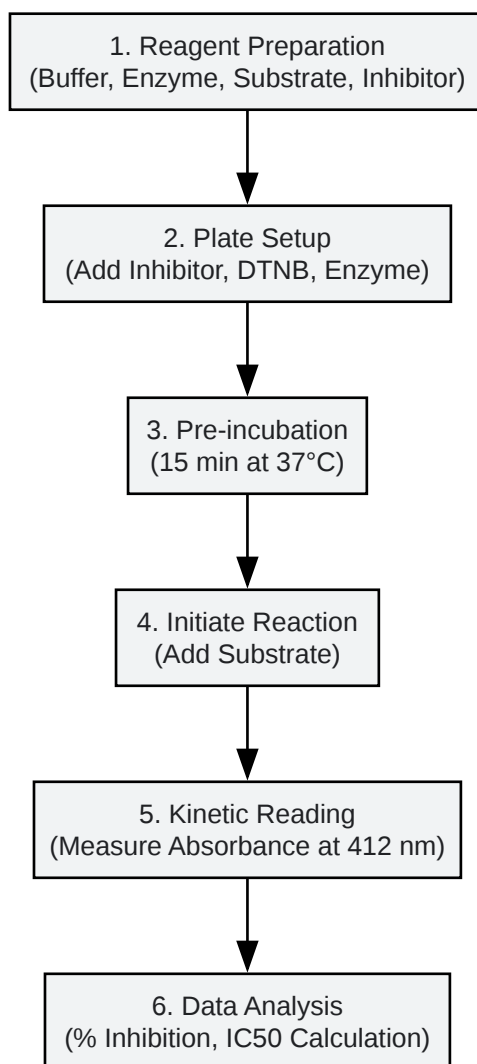 1. Reagent Preparation
(Buffer, Enzyme, Substrate, Inhibitor)
2. Plate Setup
(Add Inhibitor, DTNB, Enzyme)
3. Pre-incubation
(15 min at 37°C)
4. Initiate Reaction
(Add Substrate)
5. Kinetic Reading
(Measure Absorbance at 412 nm)
6. Data Analysis
(% Inhibition, IC50 Calculation)